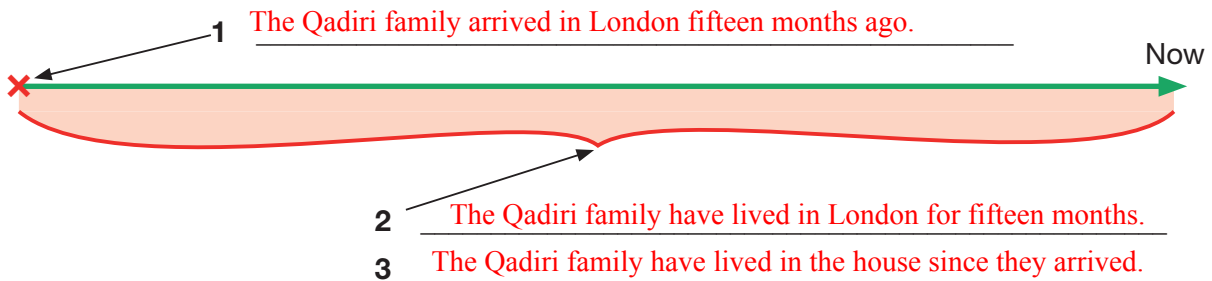 1 The Qadiri family arrived in London fifteen months ago.
Now
2 The Qadiri family have lived in London for fifteen months.
3 The Qadiri family have lived in the house since they arrived.